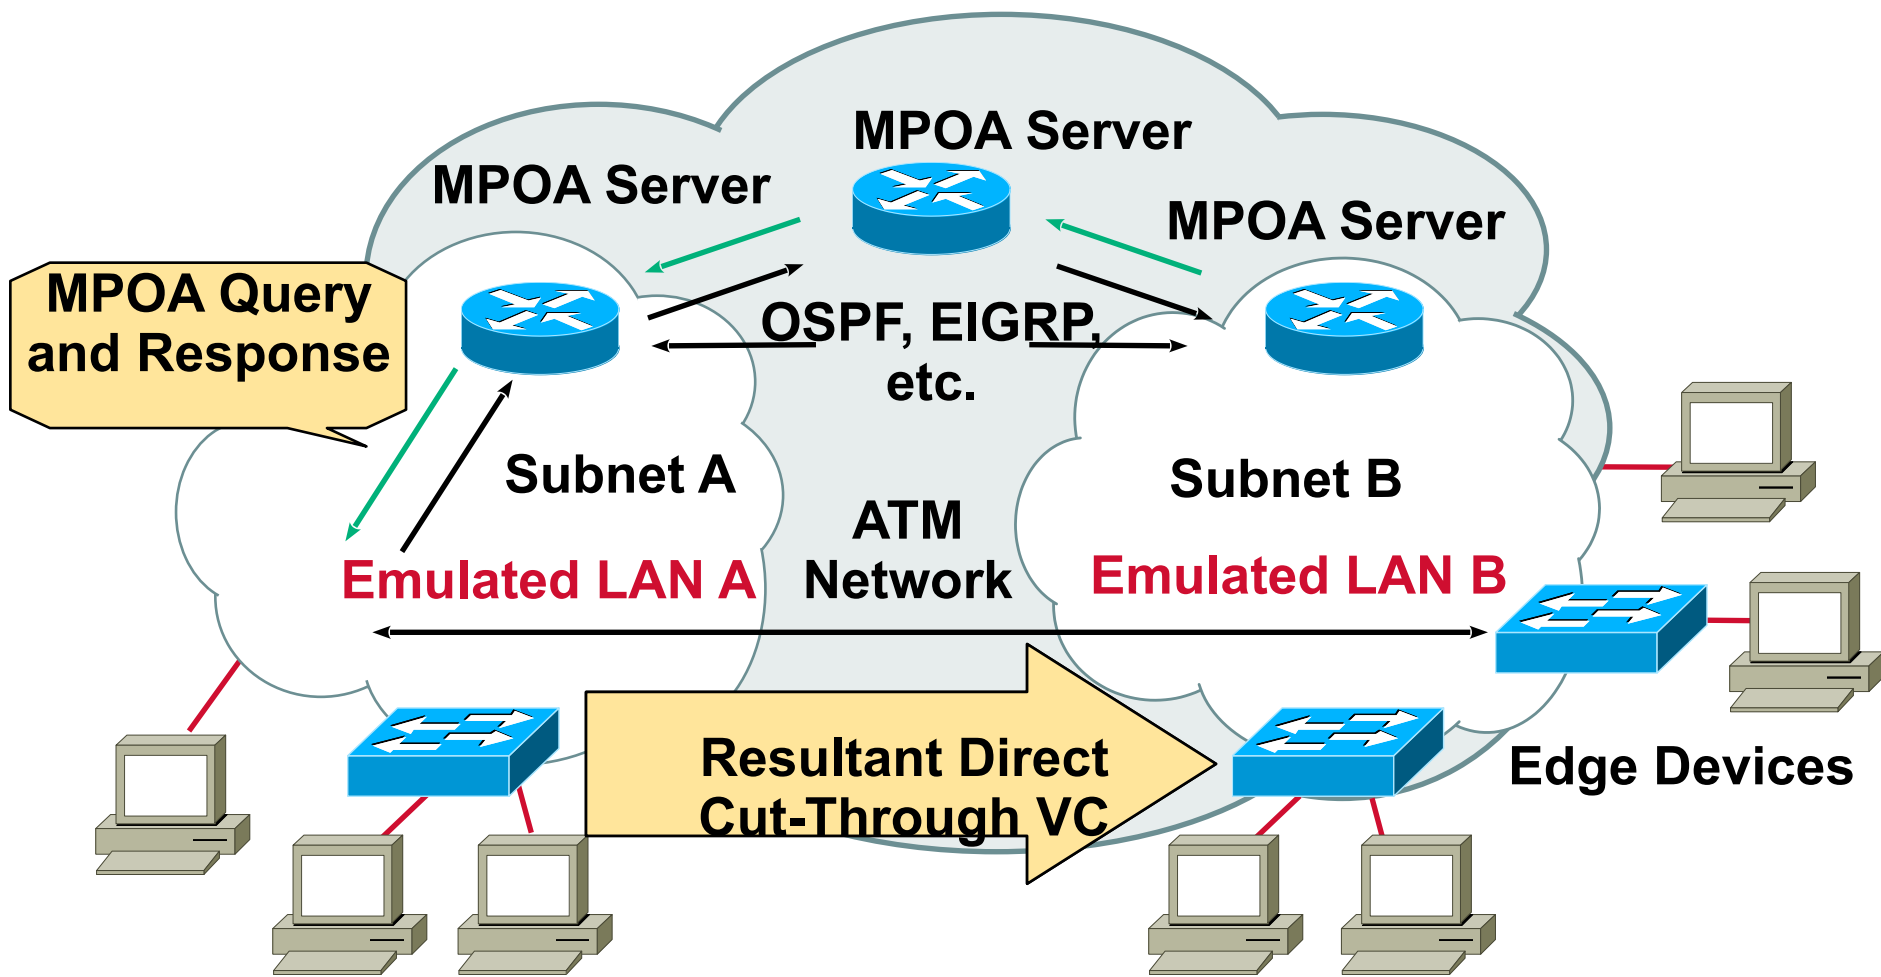 MPOA Server
MPOA Server
MPOA Server
MPOA Query
and Response
OSPF, EIGRP,
etc.
Subnet A
Subnet B
ATM
Network
Emulated LAN A
Emulated LAN B
Resultant Direct
Cut-Through VC
Edge Devices